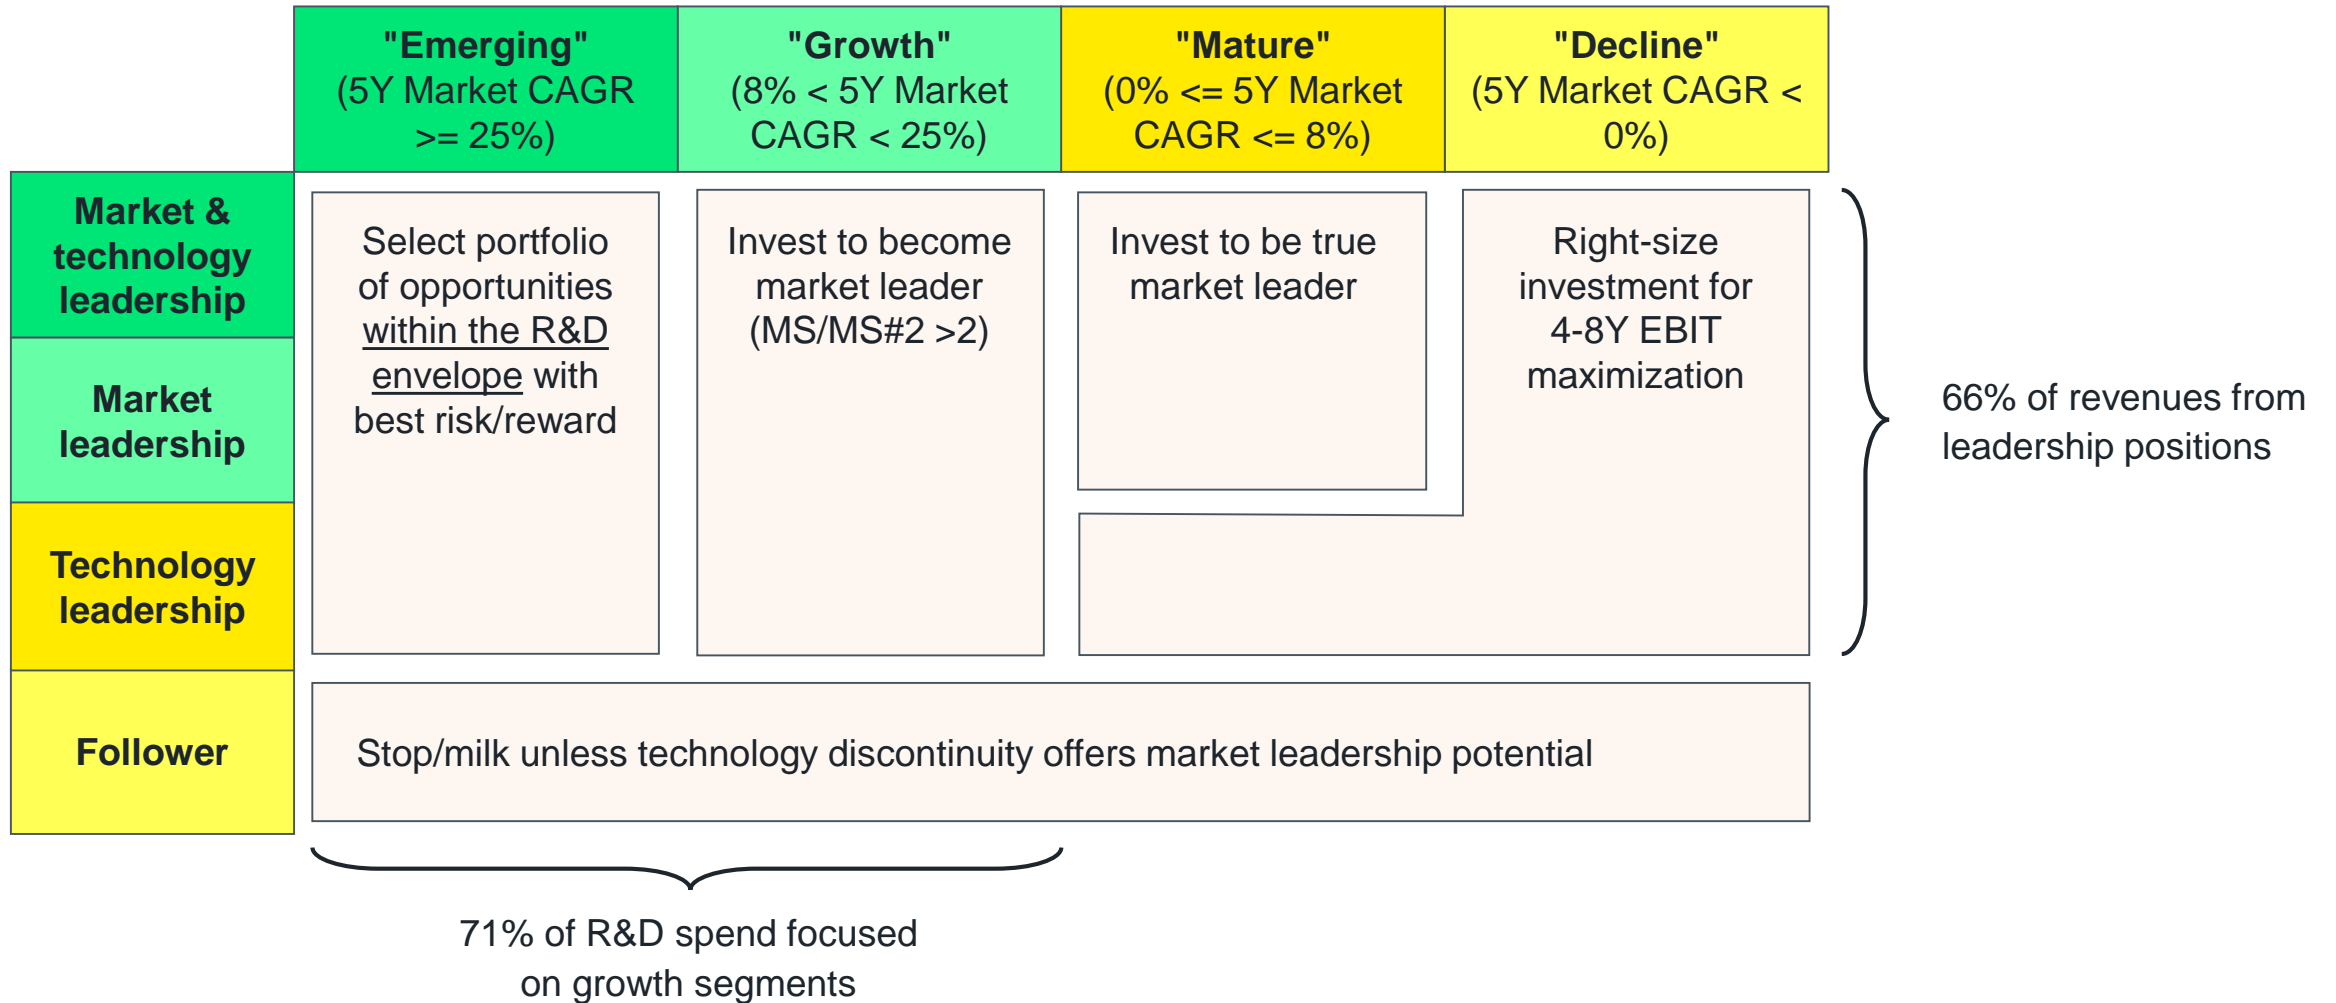 "Emerging"
(5Y Market CAGR
>= 25%)
"Growth"
(8% < 5Y Market
CAGR < 25%)
"Mature"
(0% <= 5Y Market
CAGR <= 8%)
"Decline"
(5Y Market CAGR <
0%)
Market &
technology
leadership
Market
leadership
Technology
leadership
Follower
Select portfolio
of opportunities
within the R&D
envelope with
best risk/reward
Invest to become
market leader
(MS/MS#2 >2)
Invest to be true
market leader
Right-size
investment for
4-8Y EBIT
maximization
Stop/milk unless technology discontinuity offers market leadership potential
66% of revenues from
leadership positions
71% of R&D spend focused
on growth segments